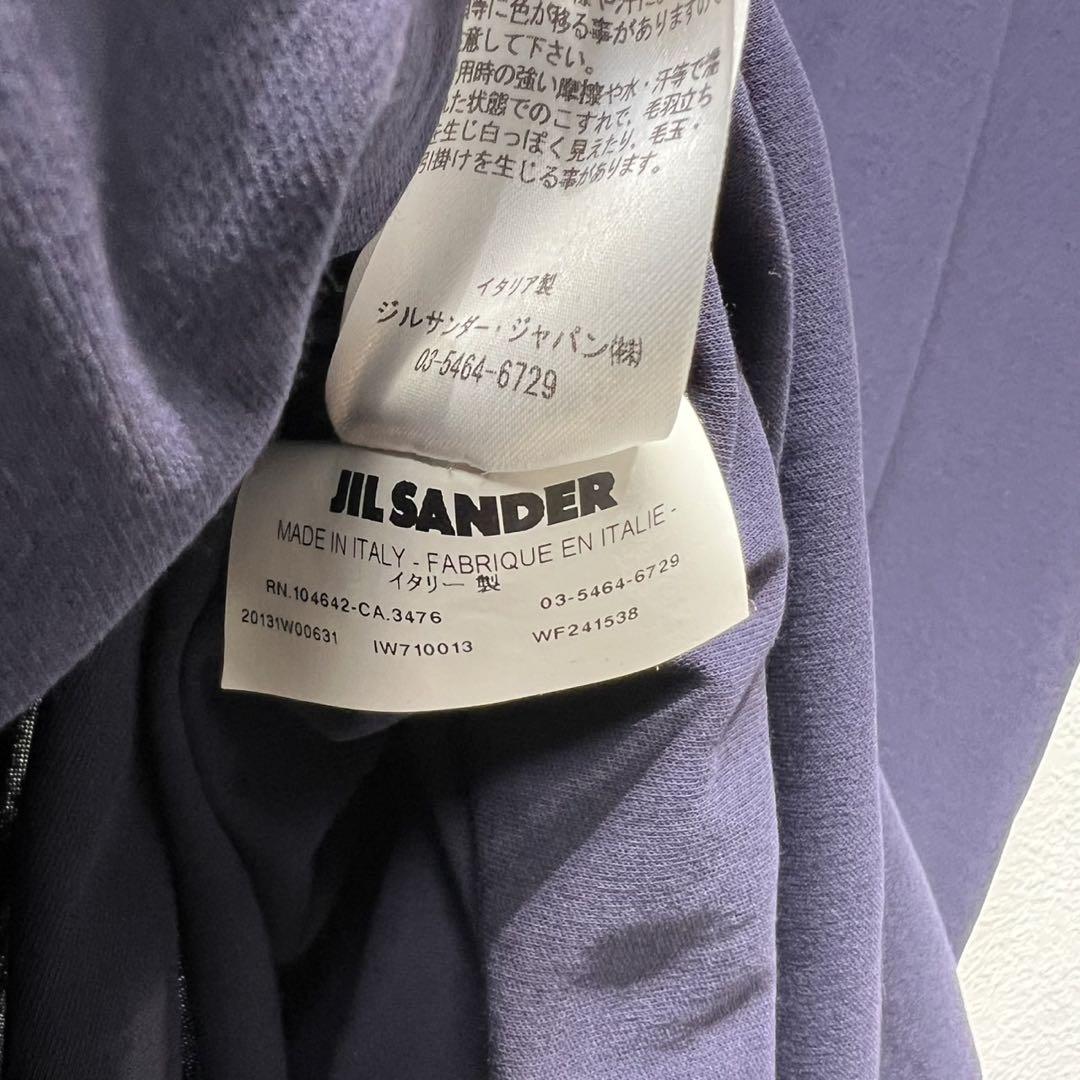 等に色が移る事がありますので
意して下さい。
用時の強い摩擦や水・汗等で濡
れた状態でのこすれで、毛羽立ち
を生じ白っぽく見えたり、毛玉・
引掛けを生じる事があります。
イタリア製
ジルサンダー・ジャパン(株)
03-5464-6729
JIL SANDER
MADE IN ITALY - FABRIQUE EN ITALIE -
イタリー 製
RN.104642-CA.3476 03-5464-6729
20131W00631 IW710013 WF241538